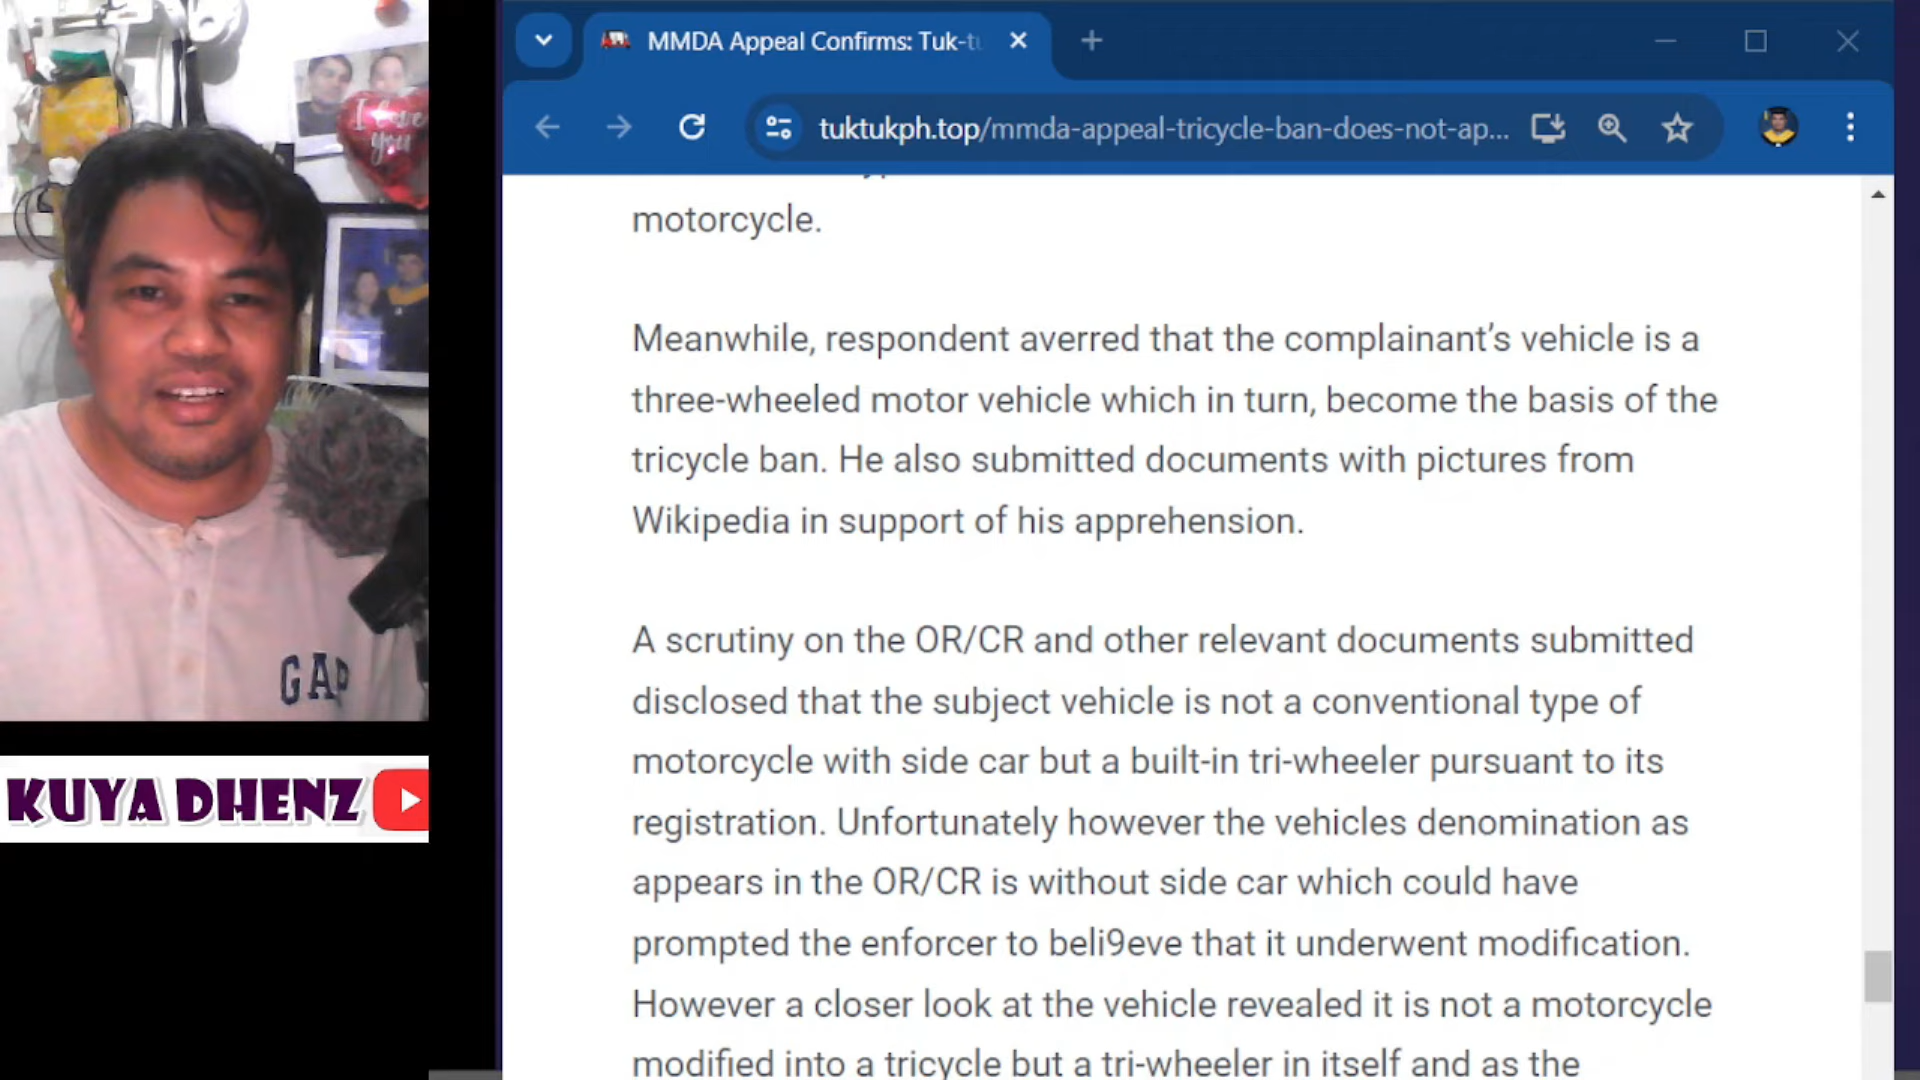 I love
you
GAP
KUYA DHENZ
MMDA Appeal Confirms: Tuk-tu
tuktukph.top/mmda-appeal-tricycle-ban-does-not-ap...
motorcycle.
Meanwhile, respondent averred that the complainant’s vehicle is a
three-wheeled motor vehicle which in turn, become the basis of the
tricycle ban. He also submitted documents with pictures from
Wikipedia in support of his apprehension.
A scrutiny on the OR/CR and other relevant documents submitted
disclosed that the subject vehicle is not a conventional type of
motorcycle with side car but a built-in tri-wheeler pursuant to its
registration. Unfortunately however the vehicles denomination as
appears in the OR/CR is without side car which could have
prompted the enforcer to beli9eve that it underwent modification.
However a closer look at the vehicle revealed it is not a motorcycle
modified into a tricycle but a tri-wheeler in itself and as the